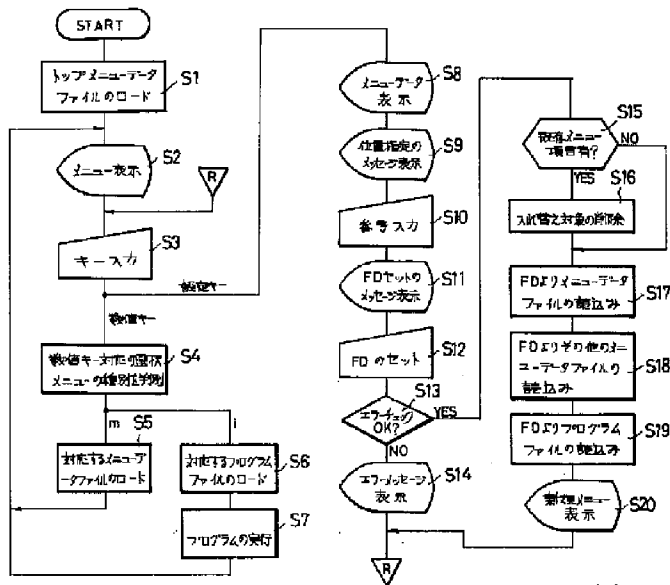 START
トップメニューデータ
ファイルのロード
S1
メニュー表示
S2
R
キー入力
S3
設定キー
数値キー
数値キー対応の選択
メニューの種別を判別
S4
m
i
S5
対応するメニューデー
タファイルのロード
対応するプログラム
ファイルのロード
S6
プログラムの実行
S7
メニューデータ
表示
S8
位置指定の
メッセージ表示
S9
番号入力
S10
FDセットの
メッセージ表示
S11
FDのセット
S12
エラーチェック
OK?
S13
YES
NO
エラーメッセージ
表示
S14
R
メニュー
項目有?
S15
NO
YES
入れ替え対象の削除
S16
FDよりメニューデータ
ファイルの読込み
S17
FDよりその他のメニ
ューデータファイルの
読込み
S18
FDよりプログラム
ファイルの読込み
S19
新規メニュー
表示
S20